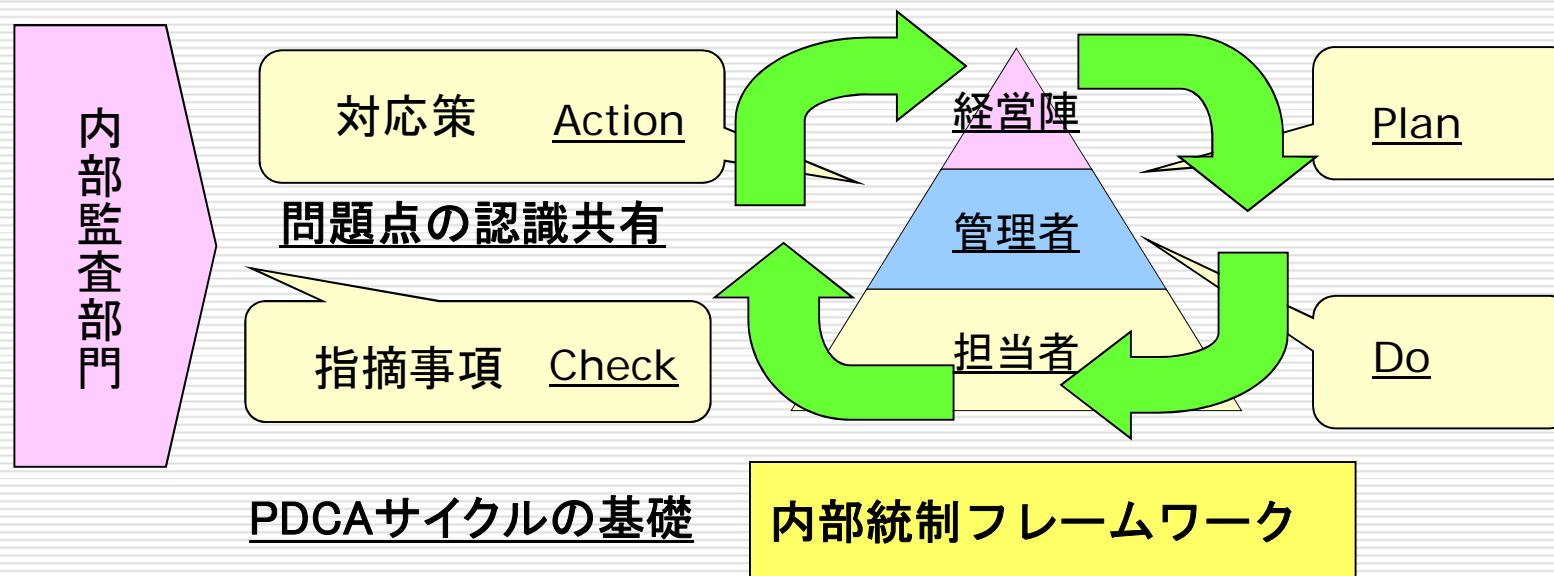 内部監査部門
対応策 Action
問題点の認識共有
指摘事項 Check
経営陣
管理者
担当者
Plan
Do
PDCAサイクルの基礎
内部統制フレームワーク